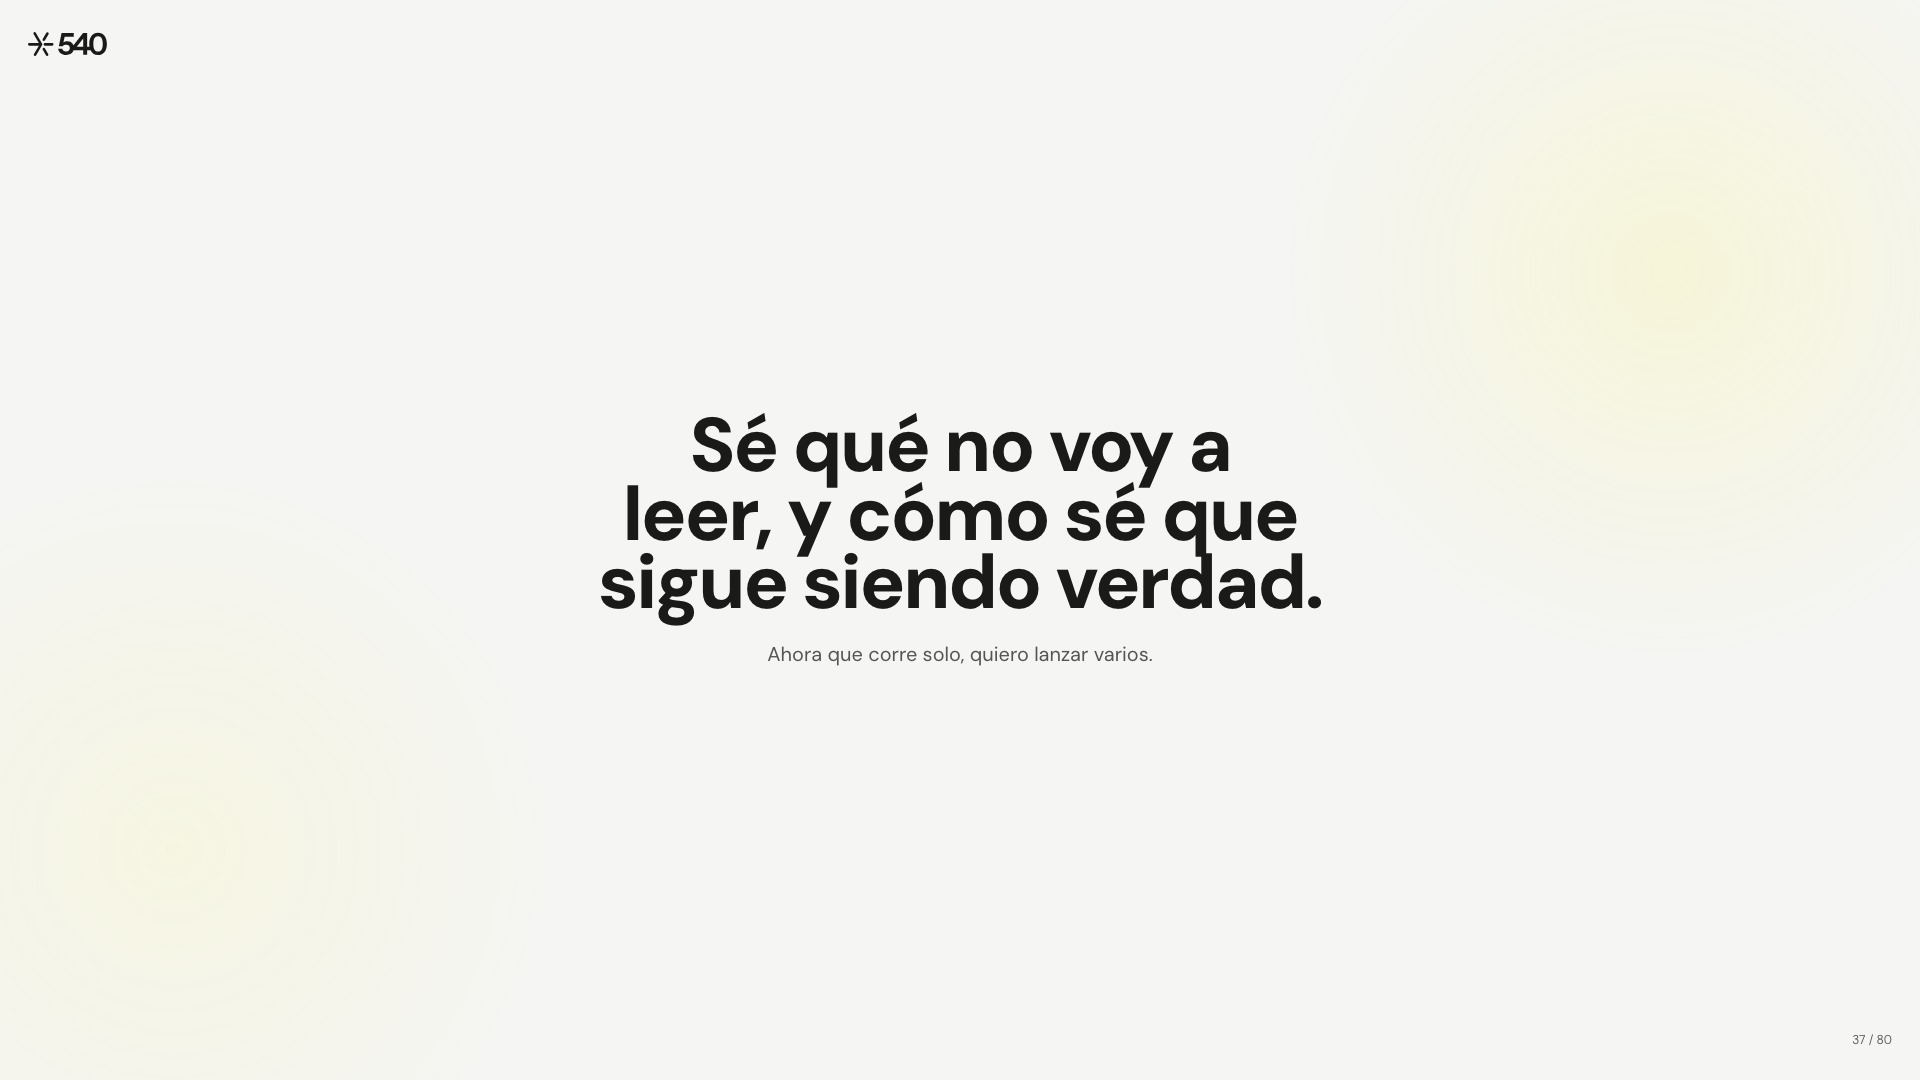 540
Sé qué no voy a
leer, y cómo sé que
sigue siendo verdad.
Ahora que corre solo, quiero lanzar varios.
37 / 80